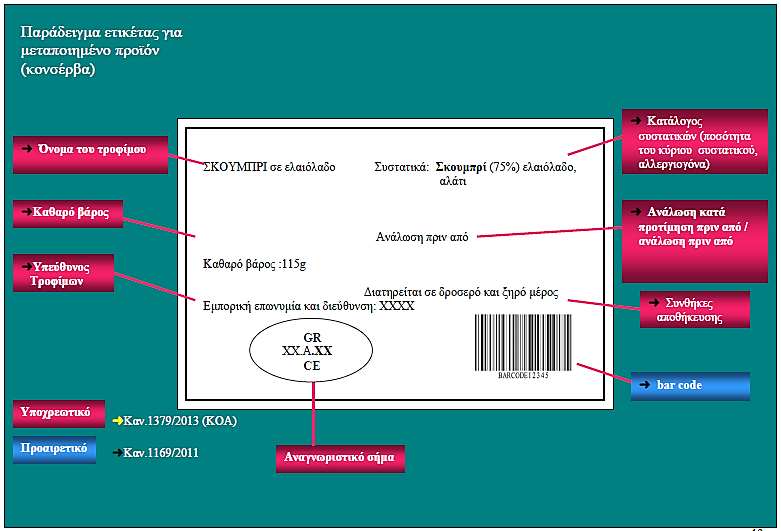 Παράδειγμα ετικέτας για
μεταποιημένο προϊόν
(κονσέρβα)
➔ Όνομα του τροφίμου
➔Καθαρό βάρος
➔Υπεύθυνος
Τροφίμων
ΣΚΟΥΜΠΡΙ σε ελαιόλαδο
Συστατικά: Σκουμπρί (75%) ελαιόλαδο,
αλάτι
Ανάλωση πριν από
Καθαρό βάρος :115g
Διατηρείται σε δροσερό και ξηρό μέρος
Εμπορική επωνυμία και διεύθυνση: XXXX
GR
XX.A.XX
CE
BARCODE12345
➔ Κατάλογος
συστατικών (ποσότητα
του κύριου συστατικού,
αλλεργιογόνα)
➔ Ανάλωση κατά
προτίμηση πριν από /
ανάλωση πριν από
➔ Συνθήκες
αποθήκευσης
➔ bar code
Υποχρεωτικό
➔Καν.1379/2013 (ΚΟΑ)
Προαιρετικό
➔Καν.1169/2011
Αναγνωριστικό σήμα